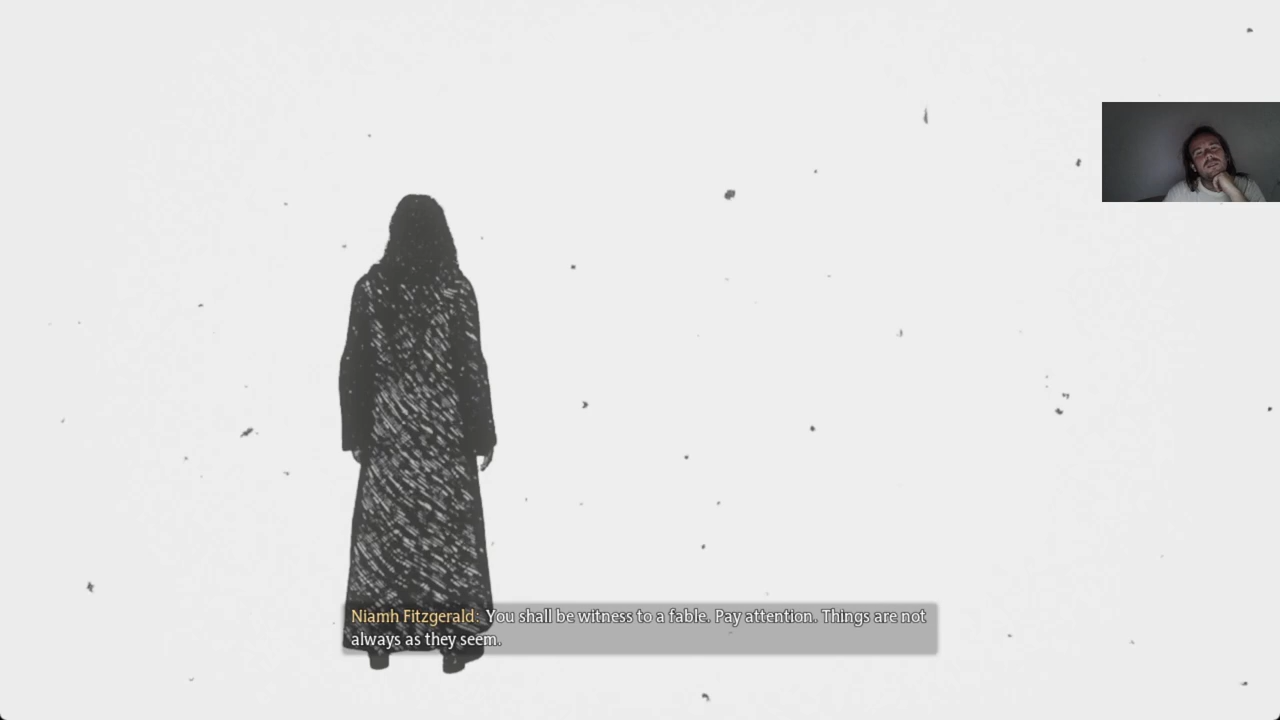 Niamh Fitzgerald: You shall be witness to a fable. Pay attention. Things are not
always as they seem.